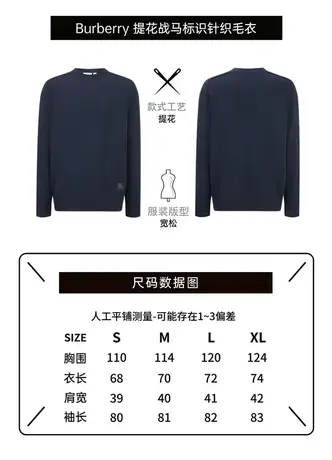 Burberry 提花战马标识针织毛衣
款式工艺
提花
服装版型
宽松
尺码数据图
人工平铺测量-可能存在1~3偏差
SIZE S M L XL
胸围 110 114 120 124
衣长 68 70 72 74
肩宽 39 40 41 42
袖长 80 81 82 83